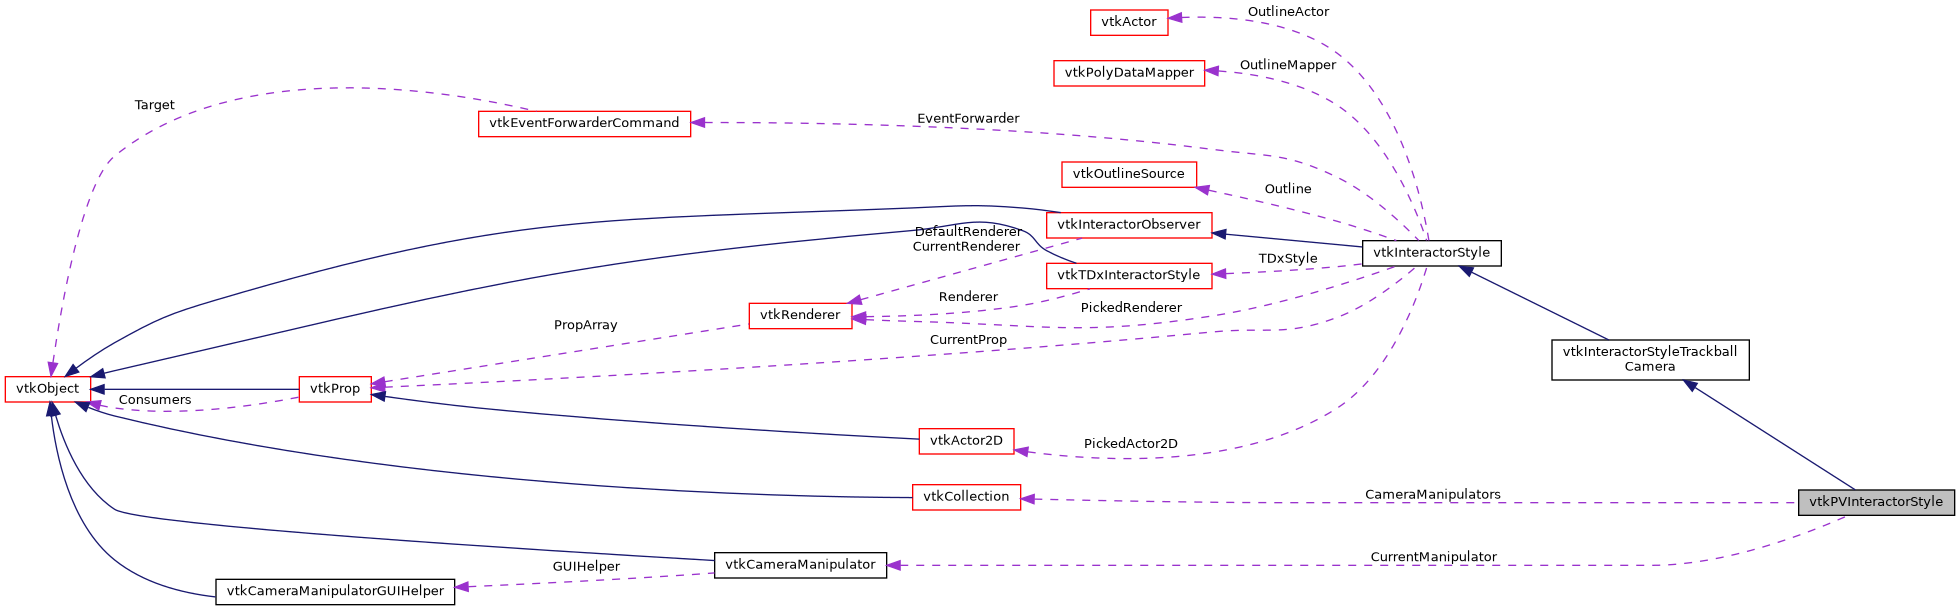 OutlineActor
vtkActor
OutlineMapper
vtkPolyDataMapper
Target
EventForwarder
vtkEventForwarderCommand
vtkOutlineSource
Outline
vtkInteractorObserver
DefaultRenderer
CurrentRenderer
vtkInteractorStyle
TDxStyle
vtkTDxInteractorStyle
Renderer
PickedRenderer
vtkRenderer
PropArray
CurrentProp
vtkInteractorStyleTrackball
Camera
vtkObject
vtkProp
Consumers
vtkActor2D
PickedActor2D
vtkCollection
CameraManipulators
vtkPVInteractorStyle
CurrentManipulator
vtkCameraManipulator
GUIHelper
vtkCameraManipulatorGUIHelper